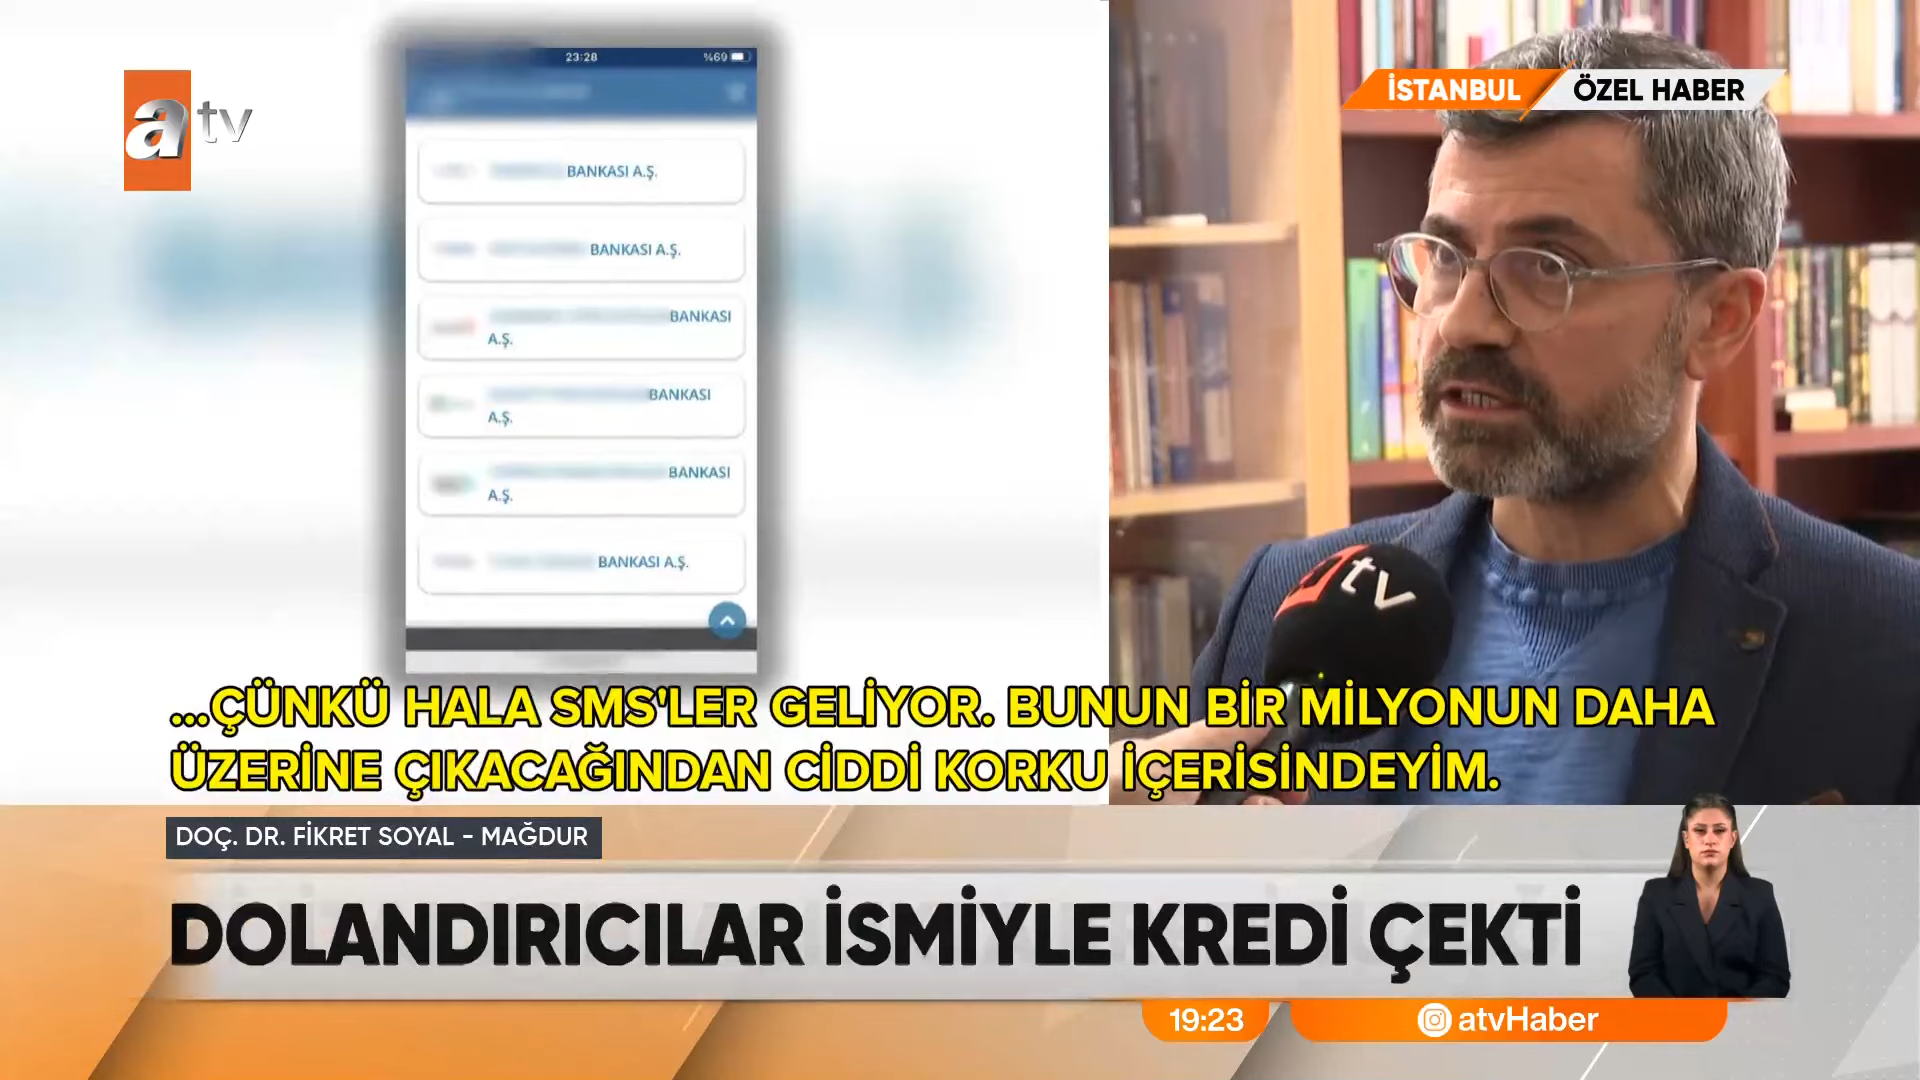 atv
23:28
%69
BANKASI A.Ş.
BANKASI A.Ş.
BANKASI
A.Ş.
BANKASI
A.Ş.
BANKASI
A.Ş.
BANKASI A.Ş.
İSTANBUL
ÖZEL HABER
atv
...ÇÜNKÜ HALA SMS'LER GELİYOR. BUNUN BİR MİLYONUN DAHA
ÜZERİNE ÇIKACAĞINDAN CİDDİ KORKU İÇERİSİNDEYİM.
DOÇ. DR. FİKRET SOYAL - MAĞDUR
DOLANDIRICILAR İSMİYLE KREDİ ÇEKTİ
19:23
atvHaber